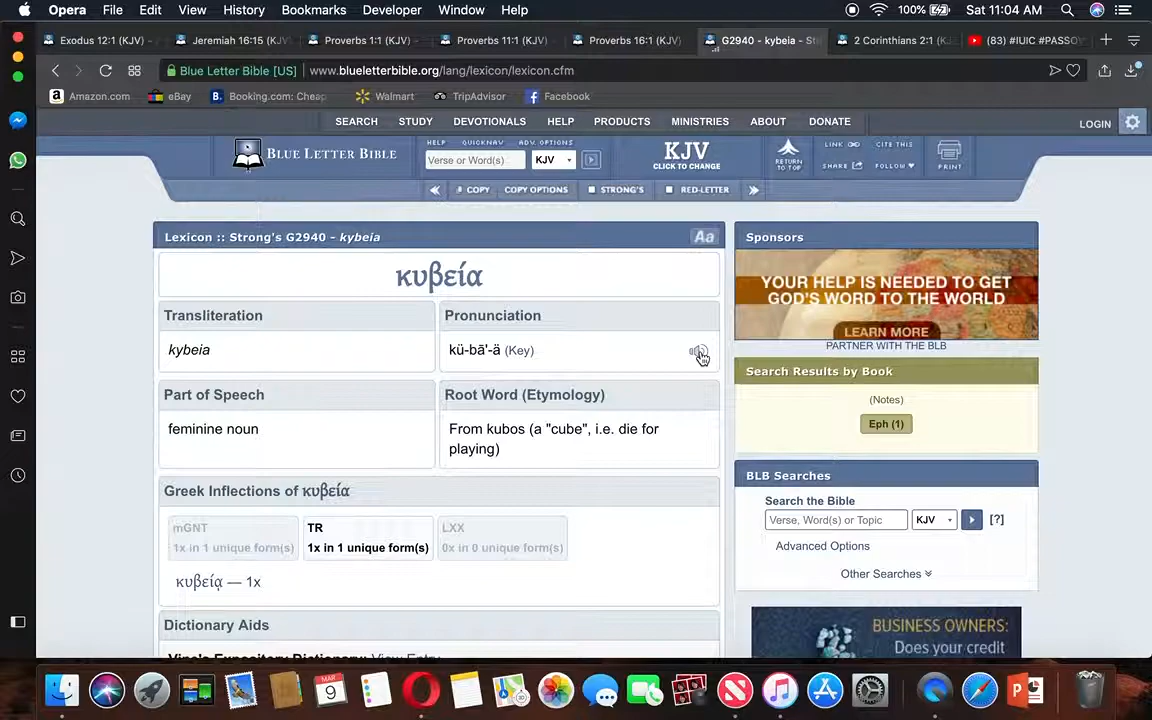 Opera File Edit View History Bookmarks Developer Window Help 100% Sat 11:04 AM
Exodus 12:1 (KJV) - Jeremiah 16:15 (KJV) Proverbs 1:1 (KJV) - Proverbs 11:1 (KJV) Proverbs 16:1 (KJV) G2940 - kybeia - St 2 Corinthians 2:1 (K (83) #IUIC #PASSO
Blue Letter Bible [US] www.blueletterbible.org/lang/lexicon/lexicon.cfm
Amazon.com eBay Booking.com: Cheap Walmart TripAdvisor Facebook
SEARCH STUDY DEVOTIONALS HELP PRODUCTS MINISTRIES ABOUT DONATE LOGIN
HELP QUICKNAV ADV. OPTIONS
BLUE LETTER BIBLE
Verse or Word(s) KJV
KJV
CLICK TO CHANGE
RETURN
TO TOP
LINK CITE THIS
SHARE FOLLOW
PRINT
COPY COPY OPTIONS STRONG'S RED-LETTER
Lexicon :: Strong's G2940 - kybeia Aa
κυβεία
Transliteration
kybeia
Pronunciation
kü-bā'-ä (Key)
Part of Speech
feminine noun
Root Word (Etymology)
From kubos (a "cube", i.e. die for
playing)
Greek Inflections of κυβεία
mGNT
1x in 1 unique form(s)
TR
1x in 1 unique form(s)
LXX
0x in 0 unique form(s)
κυβείᾳ — 1x
Dictionary Aids
Vine's Expository Dictionary: View Entry
Sponsors
YOUR HELP IS NEEDED TO GET
GOD'S WORD TO THE WORLD
LEARN MORE
PARTNER WITH THE BLB
Search Results by Book
(Notes)
Eph (1)
BLB Searches
Search the Bible
Verse, Word(s) or Topic KJV [?]
Advanced Options
Other Searches
BUSINESS OWNERS:
Does your credit
MAR
9